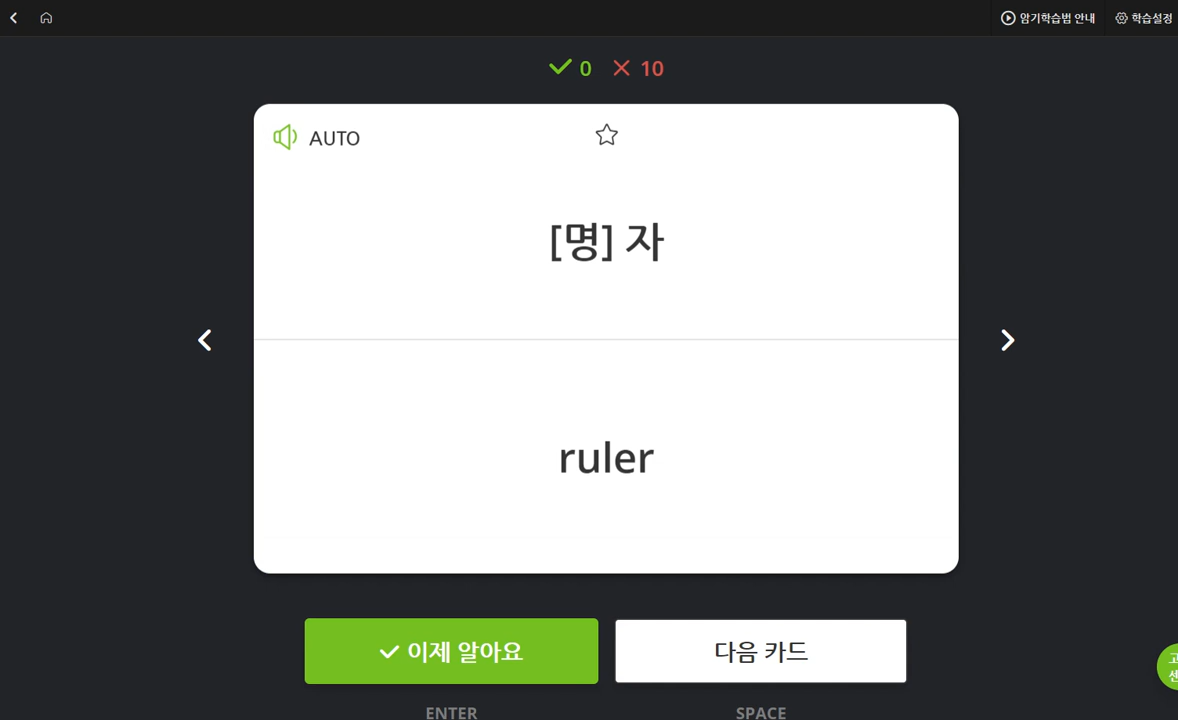 암기학습법 안내 학습설정
0 10
AUTO
[명] 자
ruler
이제 알아요 다음 카드
ENTER SPACE